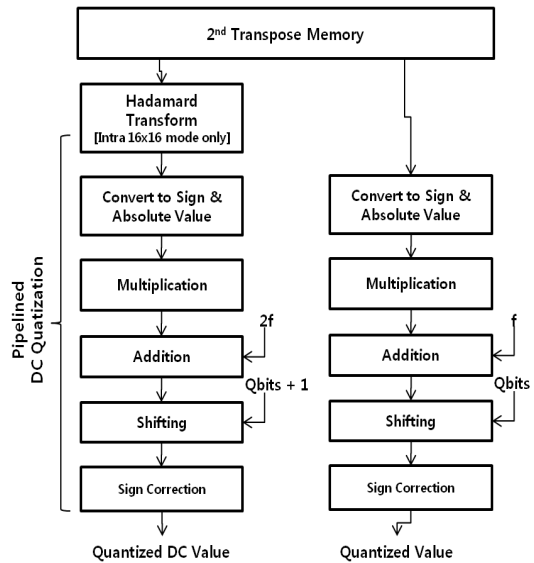 2nd Transpose Memory
Hadamard
Transform
[Intra 16x16 mode only]
Convert to Sign &
Absolute Value
Multiplication
2f
Addition
Qbits + 1
Shifting
Sign Correction
Quantized DC Value
Pipelined
DC Quatization
Convert to Sign &
Absolute Value
Multiplication
f
Addition
Qbits
Shifting
Sign Correction
Quantized Value